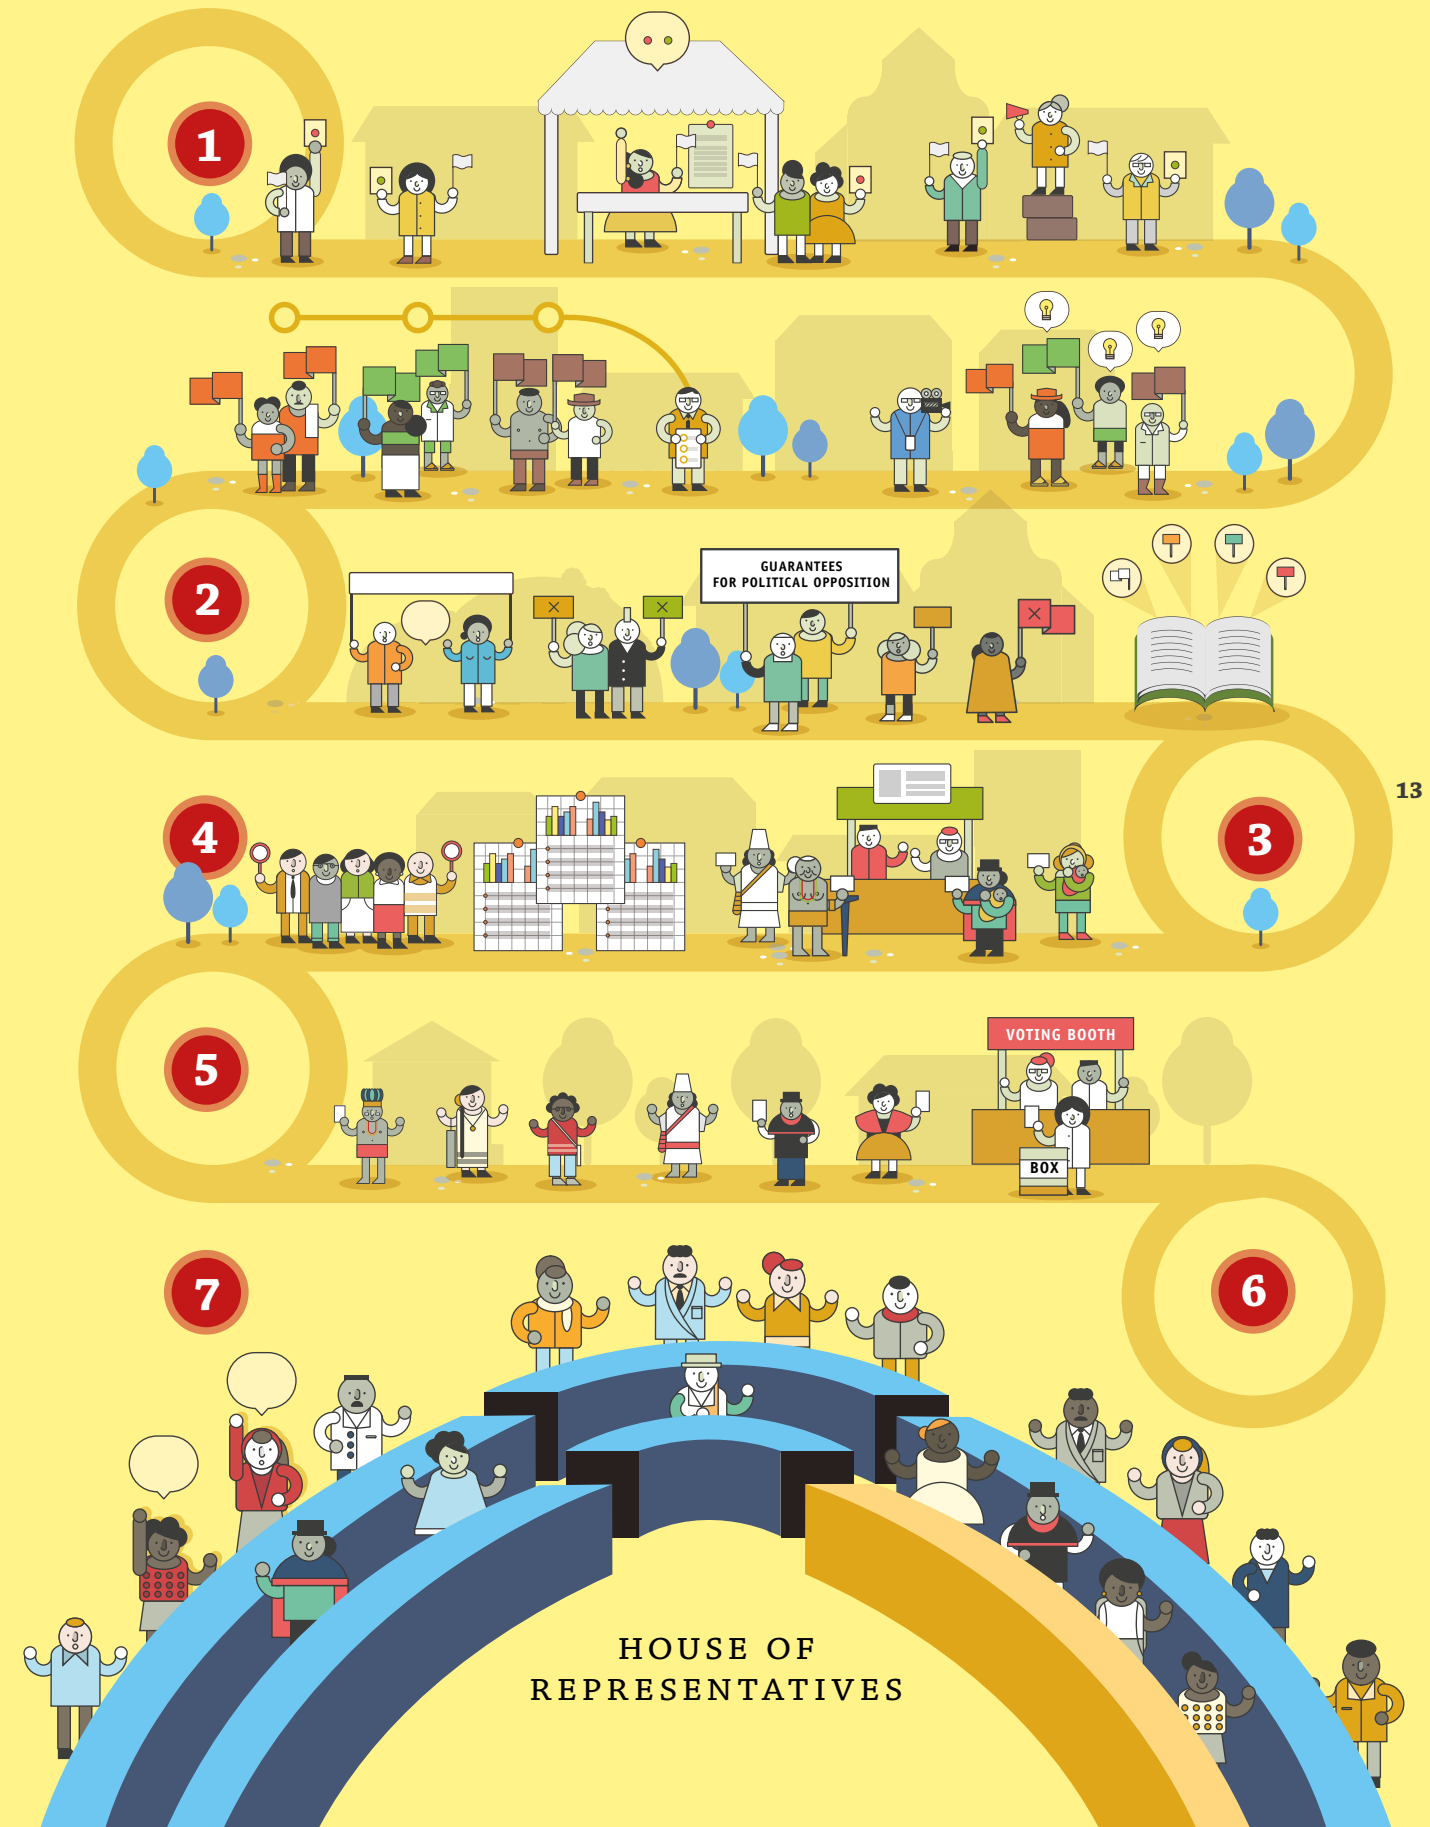 1
2
GUARANTEES
FOR POLITICAL OPPOSITION
13
4
3
5
VOTING BOOTH
BOX
7
6
HOUSE OF
REPRESENTATIVES